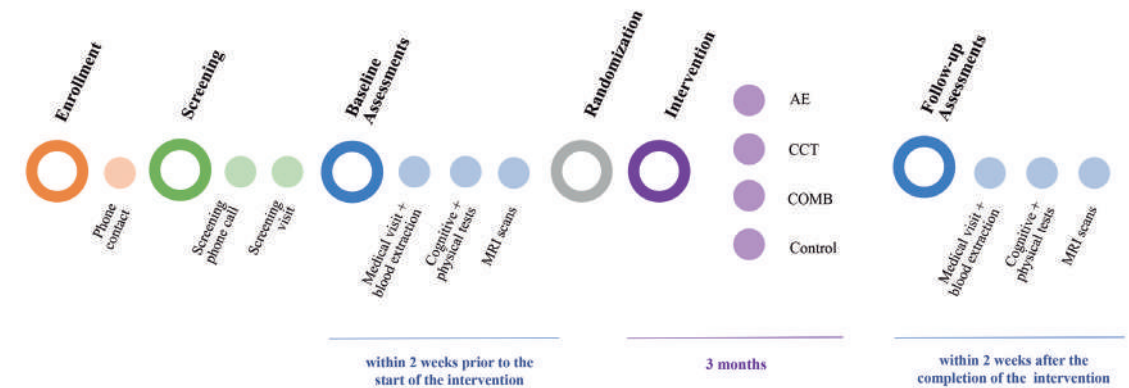 Enrollment
Phone
contact
Screening
Screening
phone call
Screening
visit
Baseline
Assessments
Medical visit +
blood extraction
Cognitive +
physical tests
MRI scans
Randomization
Intervention
AE
CCT
COMB
Control
Follow-up
Assessments
Medical visit +
blood extraction
Cognitive +
physical tests
MRI scans
within 2 weeks prior to the
start of the intervention
3 months
within 2 weeks after the
completion of the intervention